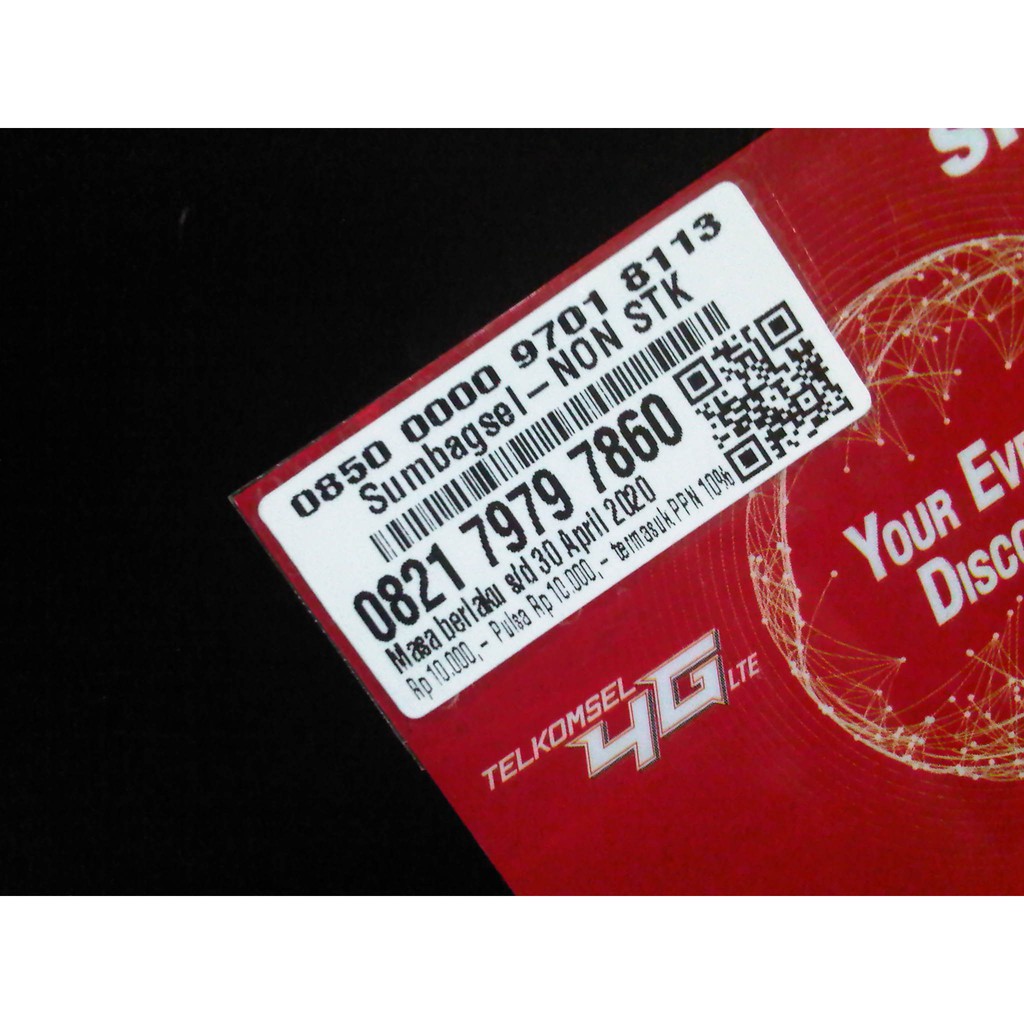 0850 0000 9701 8113
Sumbagsel-NON STK
0821 7979 7860
Masa berlaku s/d 30 April 2020
Rp 10.000,- Pulsa Rp 10.000,- termasuk PPN 10%
TELKOMSEL 4G LTE
YOUR EVE
DISCO